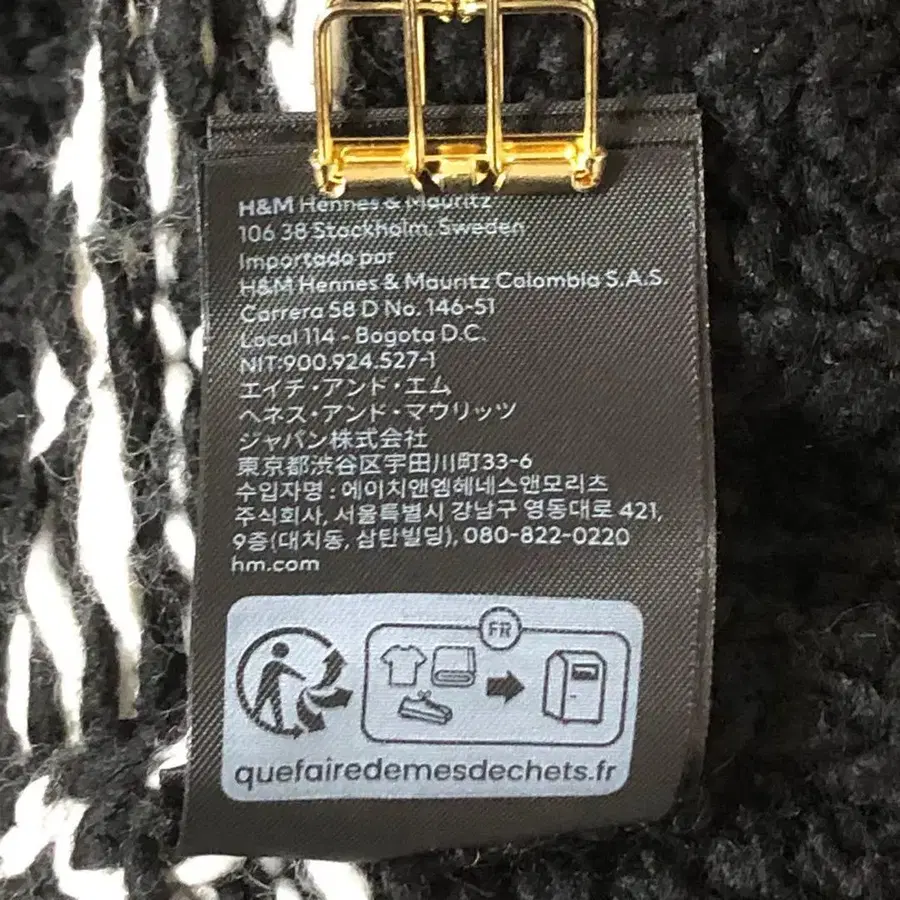 H&M Hennes & Mauritz
106 38 Stockholm, Sweden
Importado por
H&M Hennes & Mauritz Colombia S.A.S.
Carrera 58 D No. 146-51
Local 114 - Bogota D.C.
NIT:900.924.527-1
エイチ・アンド・エム
ヘネス・アンド・マウリッツ
ジャパン株式会社
東京都渋谷区宇田川町33-6
수입자명 : 에이치앤엠헤네스앤모리츠
주식회사, 서울특별시 강남구 영동대로 421,
9층(대치동, 삼탄빌딩), 080-822-0220
hm.com
FR
quefairedemesdechets.fr